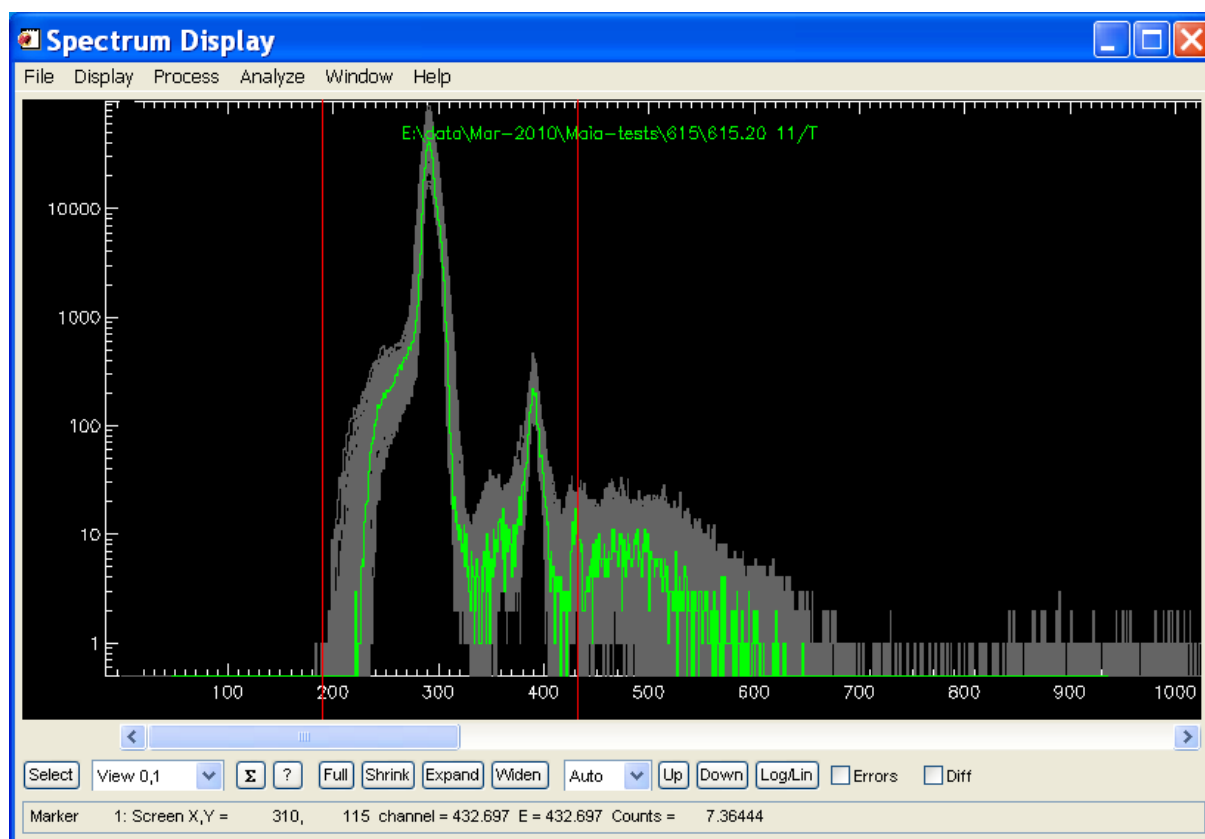 Spectrum Display
File Display Process Analyze Window Help
E:\data\Mar-2010\Maia-tests\615\615.20 11/T
10000
1000
100
10
1
100 200 300 400 500 600 700 800 900 1000
Select View 0,1 Σ ? Full Shrink Expand Widen Auto Up Down Log/Lin Errors Diff
Marker 1: Screen X,Y = 310, 115 channel = 432.697 E = 432.697 Counts = 7.36444